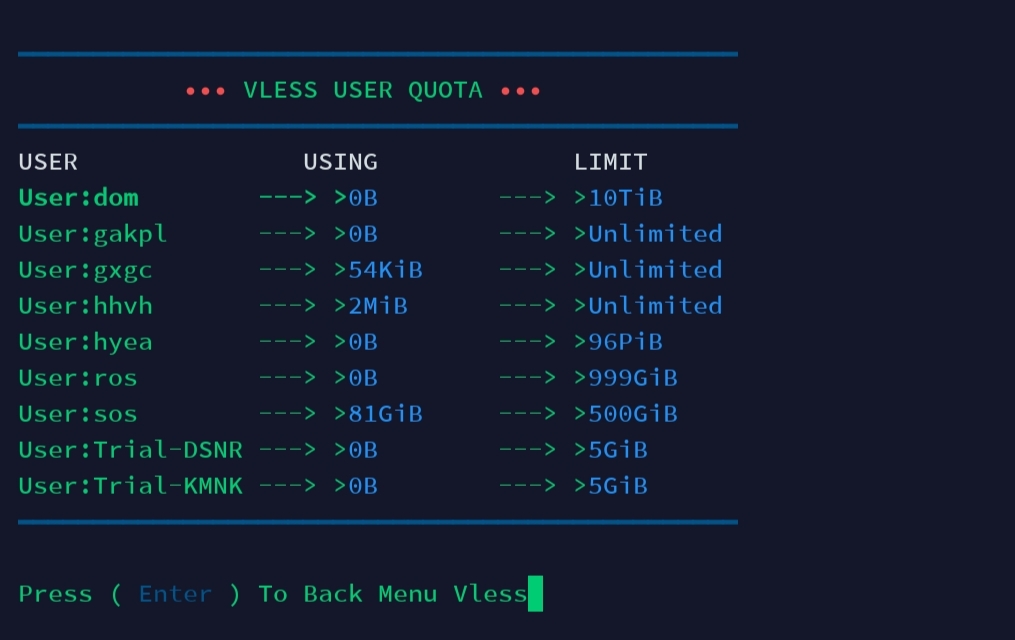 ••• VLESS USER QUOTA •••
USER USING LIMIT
User:dom ---> >0B ---> >10TiB
User:gakpl ---> >0B ---> >Unlimited
User:gxgc ---> >54KiB ---> >Unlimited
User:hhvh ---> >2MiB ---> >Unlimited
User:hyea ---> >0B ---> >96PiB
User:ros ---> >0B ---> >999GiB
User:sos ---> >81GiB ---> >500GiB
User:Trial-DSNR ---> >0B ---> >5GiB
User:Trial-KMNK ---> >0B ---> >5GiB
Press ( Enter ) To Back Menu Vless